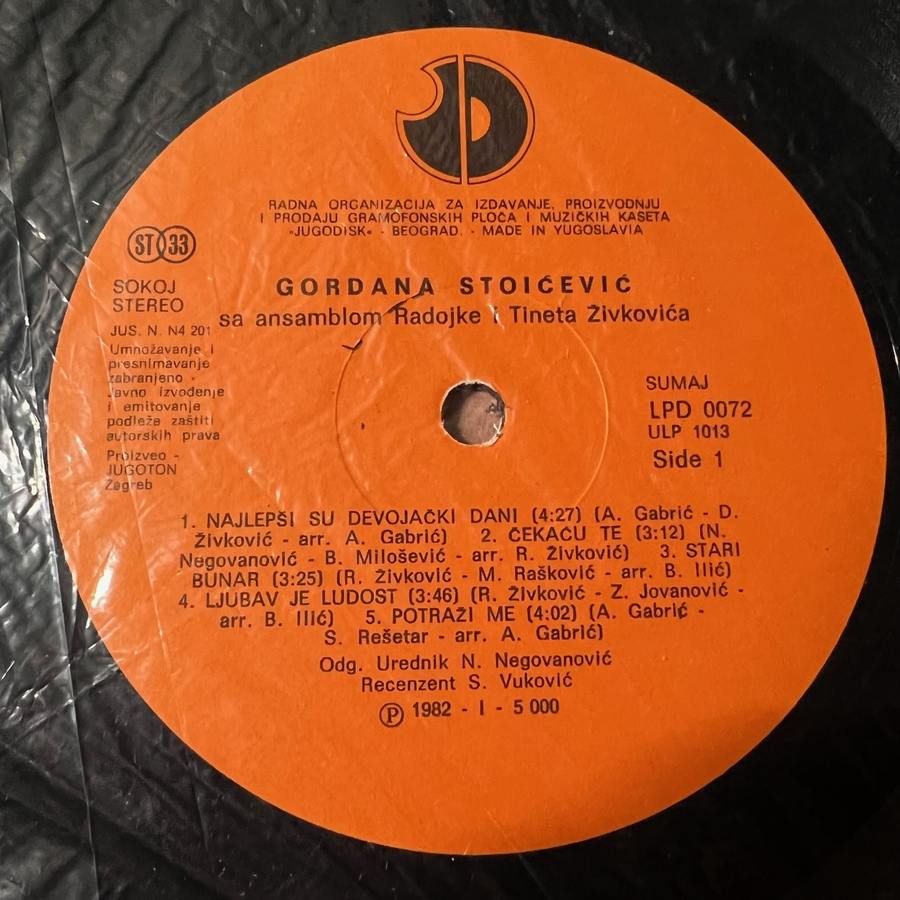 JD
RADNA ORGANIZACIJA ZA IZDAVANJE, PROIZVODNJU
I PRODAJU GRAMOFONSKIH PLOČA I MUZIČKIH KASETA
»JUGODISK« - BEOGRAD. - MADE IN YUGOSLAVIA
ST 33
SOKOJ
STEREO
JUS. N. N4 201
Umnožavanje i
presnimavanje
zabranjeno -
Javno izvođenje
i emitovanje
podleže zaštiti
autorskih prava
Proizveo -
JUGOTON
Zagreb
GORDANA STOIĆEVIĆ
sa ansamblom Radojke i Tineta Živkovića
SUMAJ
LPD 0072
ULP 1013
Side 1
1. NAJLEPŠI SU DEVOJAČKI DANI (4:27) (A. Gabrić - D.
Živković - arr. A. Gabrić) 2. ČEKAĆU TE (3:12) (N.
Negovanović - B. Milošević - arr. R. Živković) 3. STARI
BUNAR (3:25) (R. Živković - M. Rašković - arr. B. Ilić)
4. LJUBAV JE LUDOST (3:46) (R. Živković - Z. Jovanović -
arr. B. Ilić) 5. POTRAŽI ME (4:02) (A. Gabrić -
S. Rešetar - arr. A. Gabrić)
Odg. Urednik N. Negovanović
Recenzent S. Vuković
Ⓟ 1982 - I - 5 000